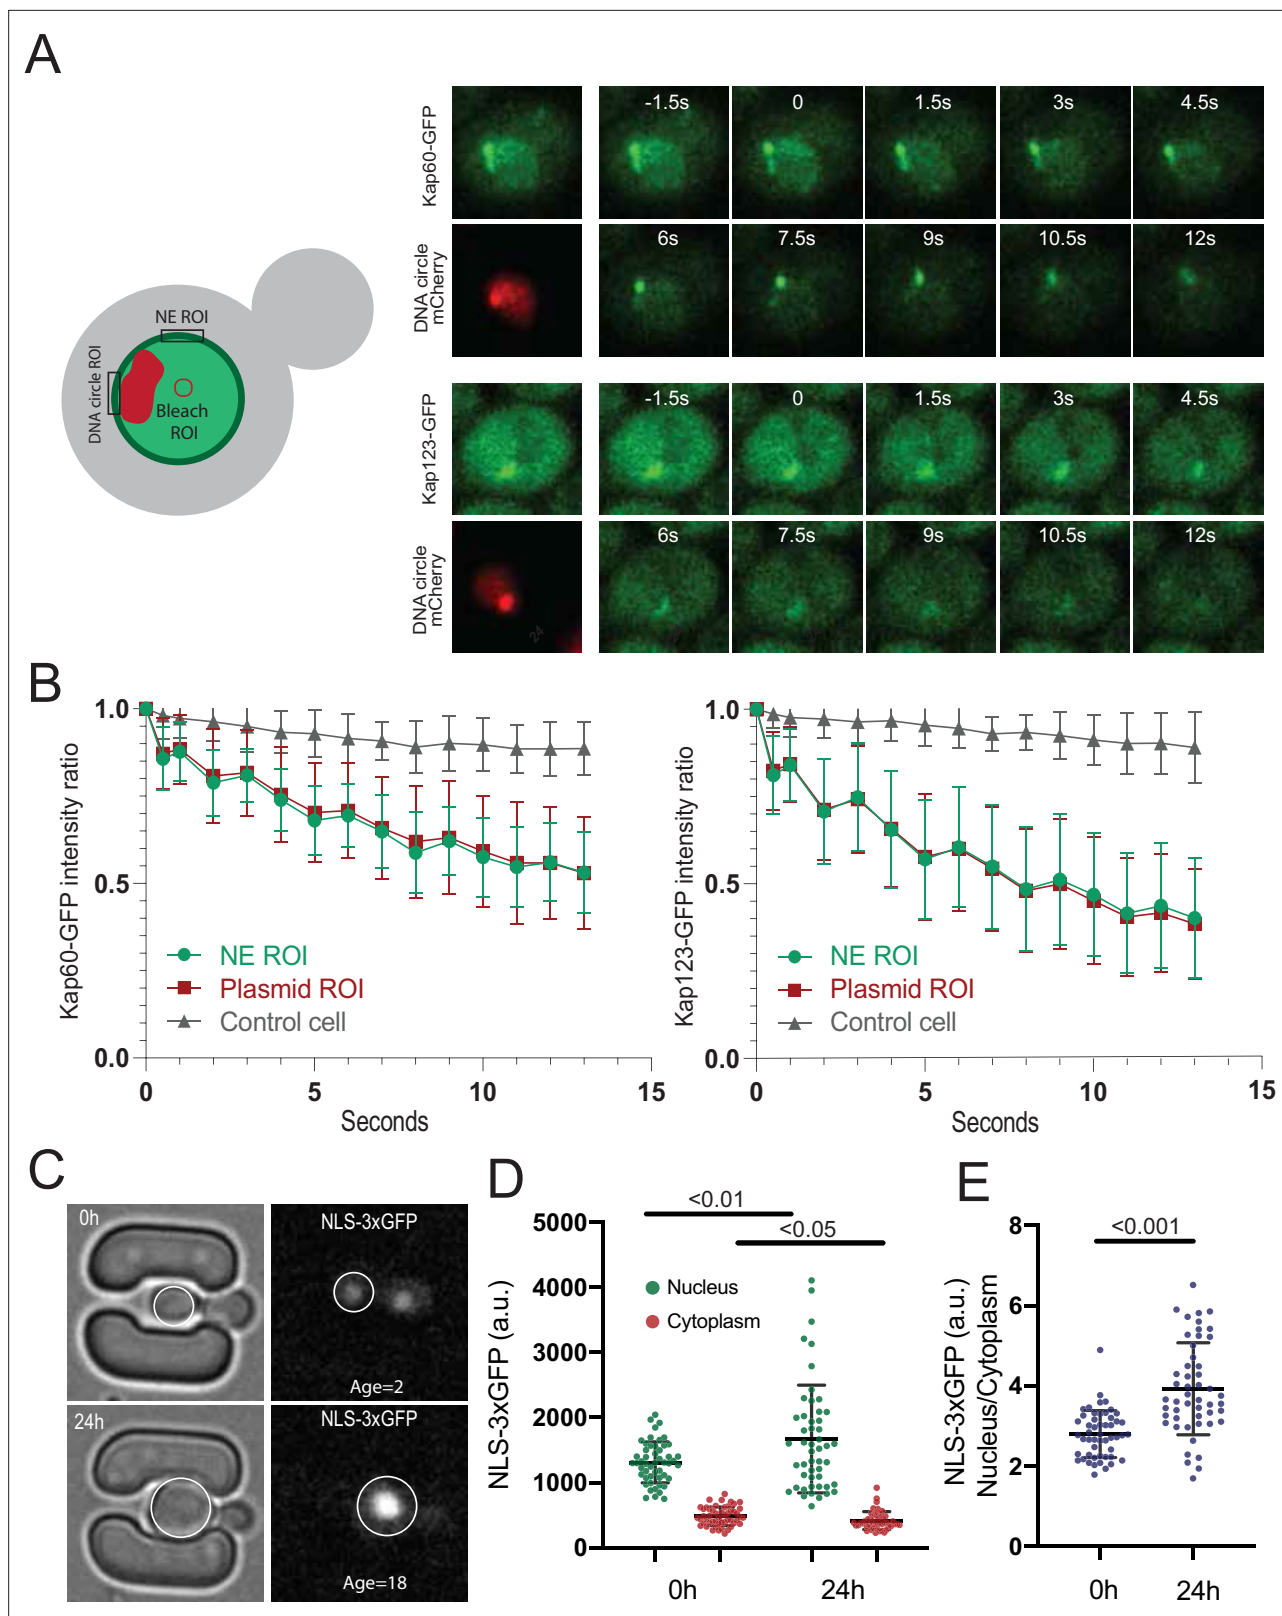 A
Kap60-GFP
-1.5s
0
1.5s
3s
4.5s
DNA circle
mCherry
6s
7.5s
9s
10.5s
12s
NE ROI
DNA circle ROI
Bleach
ROI
Kap123-GFP
-1.5s
0
1.5s
3s
4.5s
DNA circle
mCherry
24
6s
7.5s
9s
10.5s
12s
B
Kap60-GFP intensity ratio
1.0
0.5
0.0
NE ROI
Plasmid ROI
Control cell
0
5
10
15
Seconds
Kap123-GFP intensity ratio
1.0
0.5
0.0
NE ROI
Plasmid ROI
Control cell
0
5
10
15
Seconds
C
0h
NLS-3xGFP
Age=2
24h
NLS-3xGFP
Age=18
D
NLS-3xGFP (a.u.)
<0.01
<0.05
5000
4000
3000
2000
1000
0
Nucleus
Cytoplasm
0h
24h
E
NLS-3xGFP (a.u.)
Nucleus/Cytoplasm
<0.001
8
6
4
2
0
0h
24h